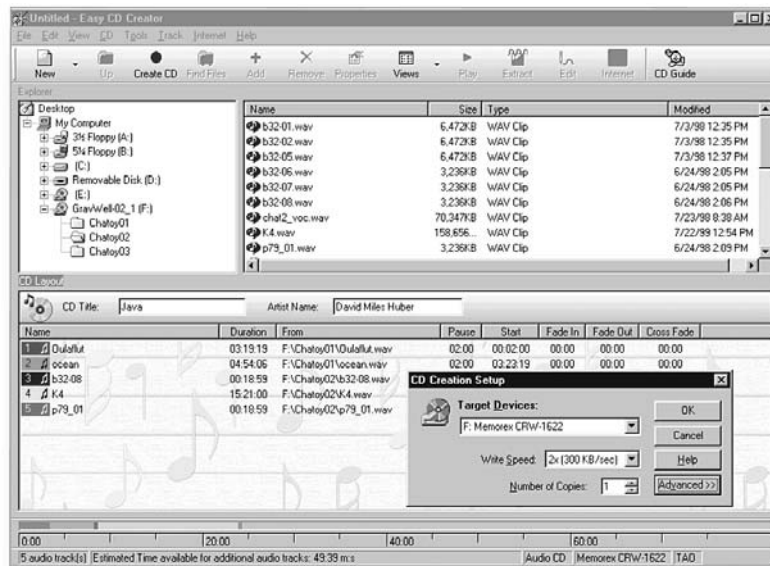 Untitled - Easy CD Creator
File Edit View CD Tools Track Internet Help
New Up Create CD Find Files Add Remove Properties Views Play Extract Edit Internet CD Guide
Explorer
Desktop
My Computer
3½ Floppy (A:)
5¼ Floppy (B:)
(C:)
Removable Disk (D:)
(E:)
GravWell-02_1 (F:)
Chatoy01
Chatoy02
Chatoy03
Name Size Type Modified
b32-01.wav 6,472KB WAV Clip 7/3/98 12:35 PM
b32-02.wav 6,472KB WAV Clip 7/3/98 12:35 PM
b32-05.wav 6,472KB WAV Clip 7/3/98 12:37 PM
b32-06.wav 3,236KB WAV Clip 6/24/98 2:05 PM
b32-07.wav 3,236KB WAV Clip 6/24/98 2:05 PM
b32-08.wav 3,236KB WAV Clip 6/24/98 2:06 PM
chat2_voc.wav 70,347KB WAV Clip 7/23/98 8:38 AM
K4.wav 158,656... WAV Clip 7/22/99 12:54 PM
p79_01.wav 3,236KB WAV Clip 6/24/98 2:09 PM
CD Layout
CD Title: Java Artist Name: David Miles Huber
Name Duration From Pause Start Fade In Fade Out Cross Fade
1 Oulaflut 03:19:19 F:\Chatoy01\Oulaflut.wav 02:00 00:02:00 00:00 00:00 00:00
2 ocean 04:54:06 F:\Chatoy01\ocean.wav 02:00 03:23:19 00:00 00:00 00:00
3 b32-08 00:18:59 F:\Chatoy02\b32-08.wav
4 K4 15:21:00 F:\Chatoy02\K4.wav
5 p79_01 00:18:59 F:\Chatoy02\p79_01.wav
CD Creation Setup
Target Devices:
F: Memorex CRW-1622
Write Speed: 2x (300 KB/sec)
Number of Copies: 1
OK
Cancel
Help
Advanced >>
0:00 20:00 40:00 60:00
5 audio track(s) Estimated Time available for additional audio tracks: 49:39 m:s Audio CD Memorex CRW-1622 TAO